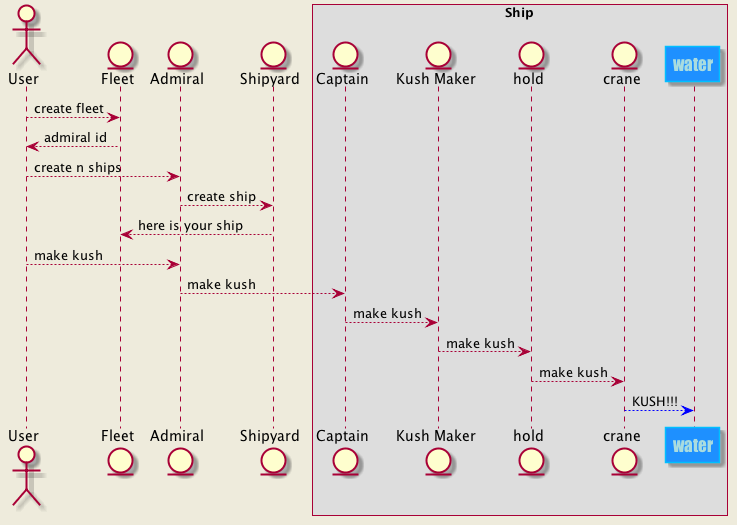 Ship
User
Fleet
Admiral
Shipyard
Captain
Kush Maker
hold
crane
water
create fleet
admiral id
create n ships
create ship
here is your ship
make kush
make kush
make kush
make kush
make kush
KUSH!!!
User
Fleet
Admiral
Shipyard
Captain
Kush Maker
hold
crane
water